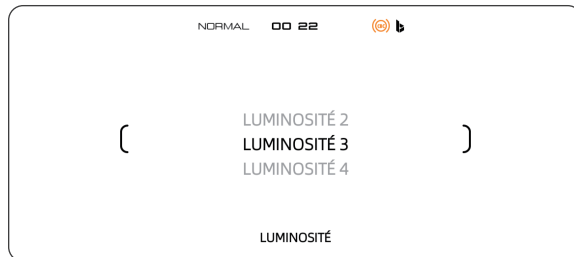 NORMAL 00 22
LUMINOSITÉ 2
LUMINOSITÉ 3
LUMINOSITÉ 4
LUMINOSITÉ